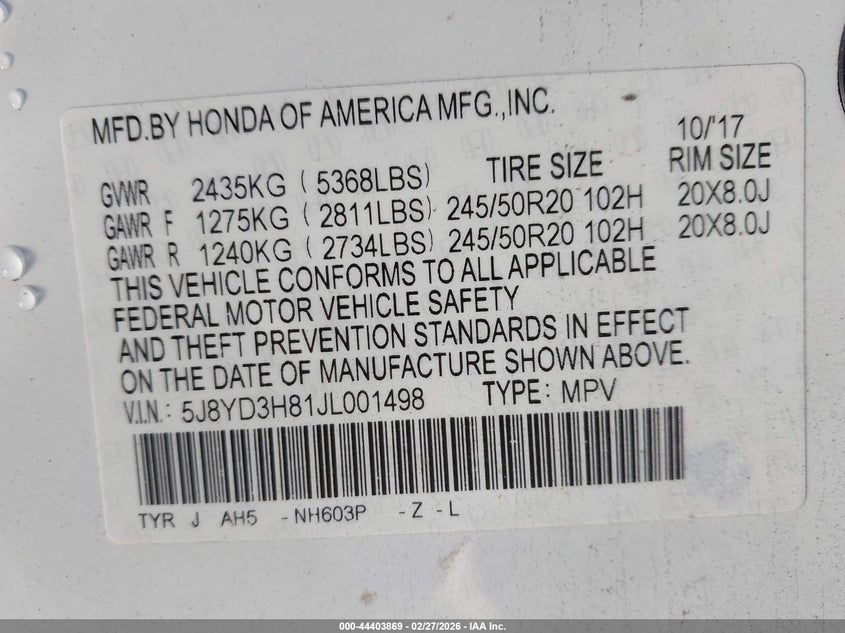 MFD.BY HONDA OF AMERICA MFG.,INC.
10/'17
GVWR 2435KG ( 5368LBS) TIRE SIZE RIM SIZE
GAWR F 1275KG ( 2811LBS) 245/50R20 102H 20X8.0J
GAWR R 1240KG ( 2734LBS) 245/50R20 102H 20X8.0J
THIS VEHICLE CONFORMS TO ALL APPLICABLE
FEDERAL MOTOR VEHICLE SAFETY
AND THEFT PREVENTION STANDARDS IN EFFECT
ON THE DATE OF MANUFACTURE SHOWN ABOVE.
V.I.N.: 5J8YD3H81JL001498 TYPE: MPV
TYR J AH5 -NH603P -Z -L
000-44403869 - 02/27/2026 - IAA Inc.